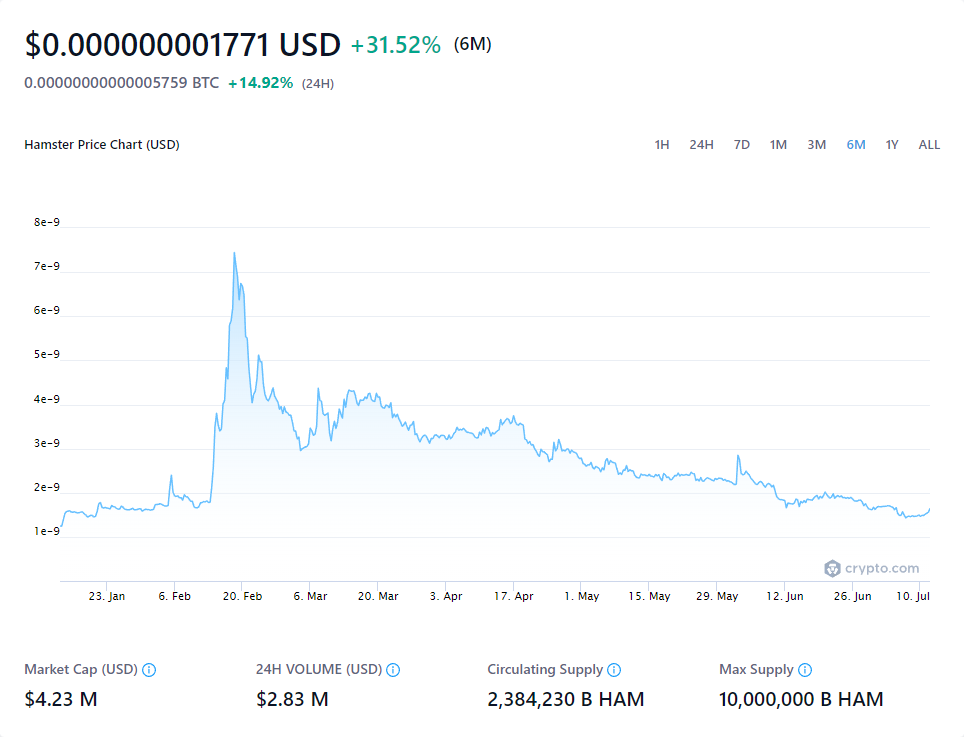 $0.000000001771 USD +31.52% (6M)
0.00000000000005759 BTC +14.92% (24H)
Hamster Price Chart (USD) 1H 24H 7D 1M 3M 6M 1Y ALL
8e-9
7e-9
6e-9
5e-9
4e-9
3e-9
2e-9
1e-9
crypto.com
23. Jan 6. Feb 20. Feb 6. Mar 20. Mar 3. Apr 17. Apr 1. May 15. May 29. May 12. Jun 26. Jun 10. Jul
Market Cap (USD) 24H VOLUME (USD) Circulating Supply Max Supply
$4.23 M $2.83 M 2,384,230 B HAM 10,000,000 B HAM